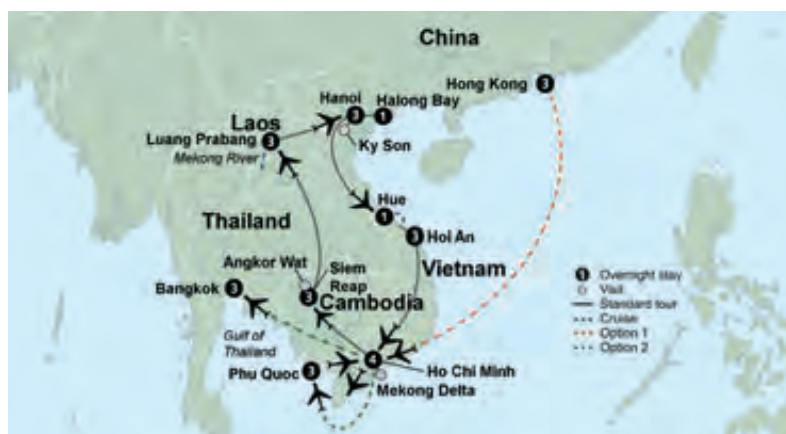 China
Hong Kong 3
Hanoi
3
1
Halong Bay
Laos
Luang Prabang 3
Ky Son
Mekong River
Hue
1
3 Hoi An
Thailand
Vietnam
Angkor Wat
Siem
Reap
Bangkok 3
3
Cambodia
Gulf of
Thailand
4
Ho Chi Minh
Phu Quoc 3
Mekong Delta
1 Overnight stay
Visit
Standard tour
Cruise
Option 1
Option 2